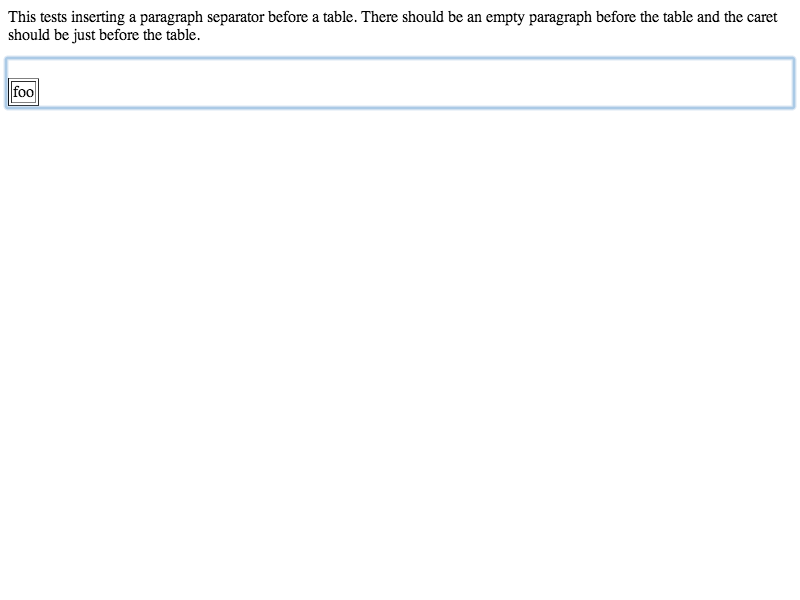 This tests inserting a paragraph separator before a table. There should be an empty paragraph before the table and the caret
should be just before the table.
foo